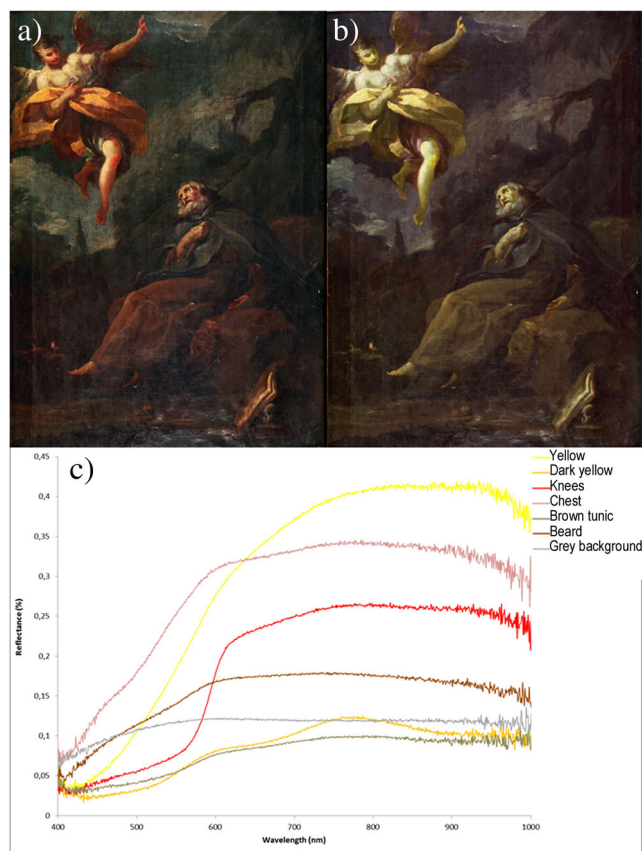 a)
b)
c)
Yellow
Dark yellow
Knees
Chest
Brown tunic
Beard
Grey background
0,45
0,4
0,35
0,3
0,25
0,2
0,15
0,1
0,05
0
Reflectance (%)
400
500
600
700
800
900
1000
Wavelength (nm)